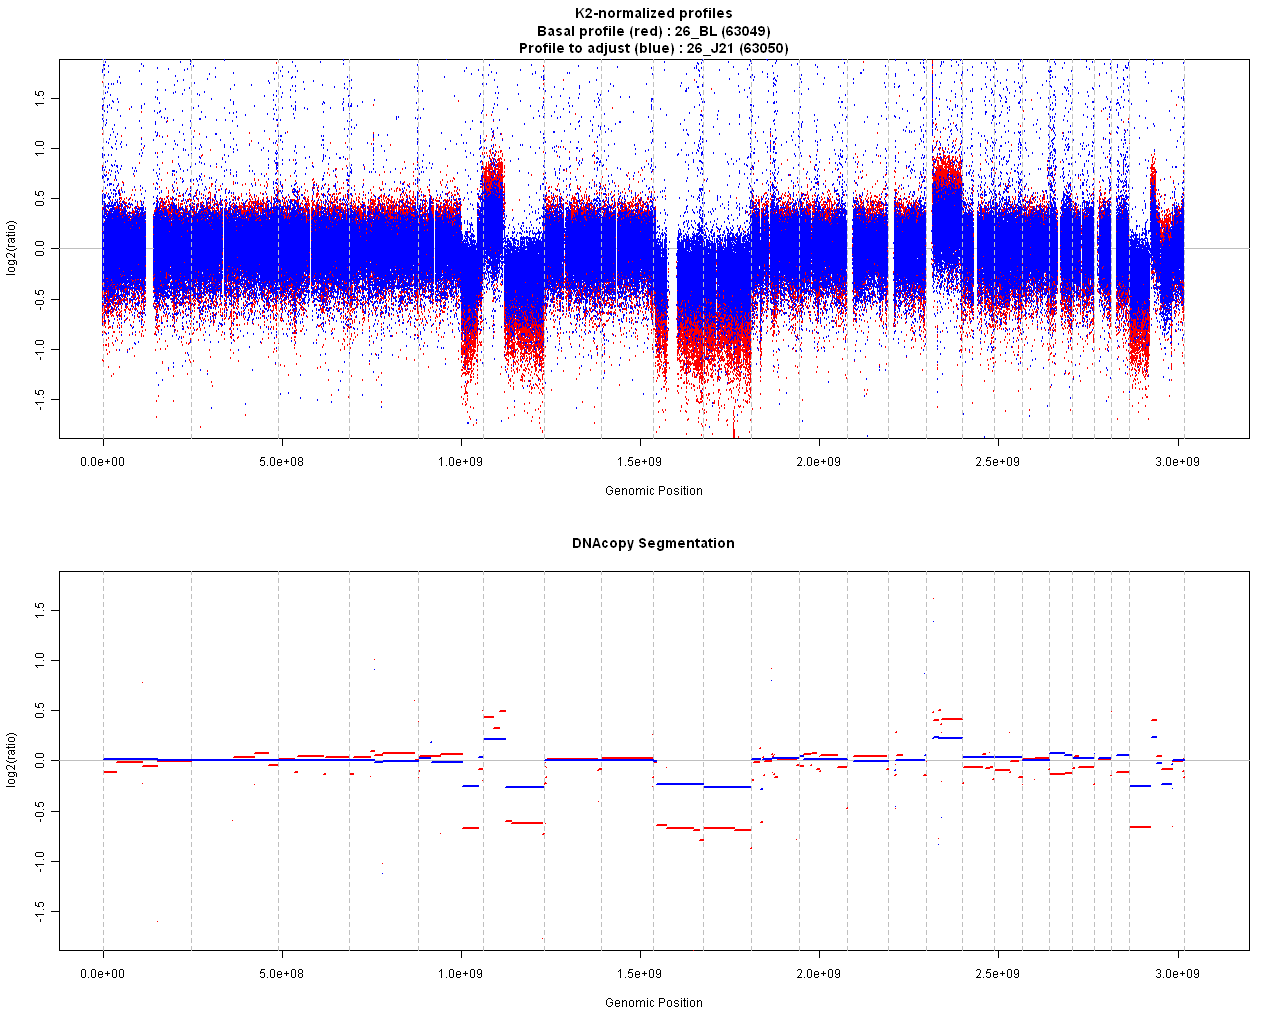 K2-normalized profiles
Basal profile (red) : 26_BL (63049)
Profile to adjust (blue) : 26_J21 (63050)
log2(ratio)
1.5
1.0
0.5
0.0
-0.5
-1.0
-1.5
0.0e+00 5.0e+08 1.0e+09 1.5e+09 2.0e+09 2.5e+09 3.0e+09
Genomic Position
DNAcopy Segmentation
log2(ratio)
1.5
1.0
0.5
0.0
-0.5
-1.0
-1.5
0.0e+00 5.0e+08 1.0e+09 1.5e+09 2.0e+09 2.5e+09 3.0e+09
Genomic Position